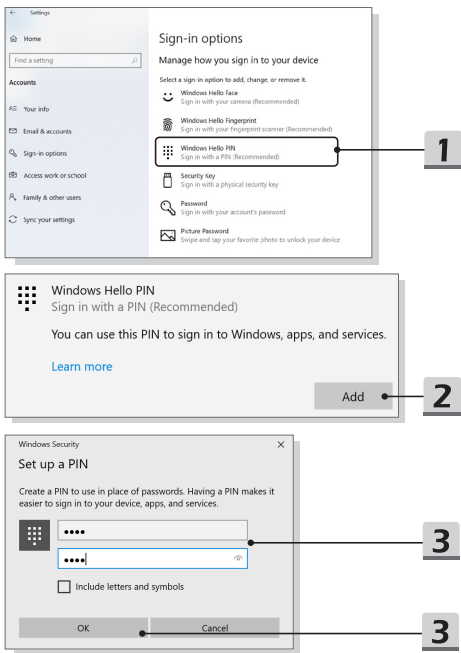 Settings
Home
Find a setting
Accounts
Your info
Email & accounts
Sign-in options
Access work or school
Family & other users
Sync your settings
Sign-in options
Manage how you sign in to your device
Select a sign-in option to add, change, or remove it.
Windows Hello Face
Sign in with your camera (Recommended)
Windows Hello Fingerprint
Sign in with your fingerprint scanner (Recommended)
Windows Hello PIN
Sign in with a PIN (Recommended)
Security Key
Sign in with a physical security key
Password
Sign in with your account's password
Picture Password
Swipe and tap your favorite photo to unlock your device
1
Windows Hello PIN
Sign in with a PIN (Recommended)
You can use this PIN to sign in to Windows, apps, and services.
Learn more
Add
2
Windows Security
Set up a PIN
Create a PIN to use in place of passwords. Having a PIN makes it
easier to sign in to your device, apps, and services.
3
Include letters and symbols
OK
Cancel
3